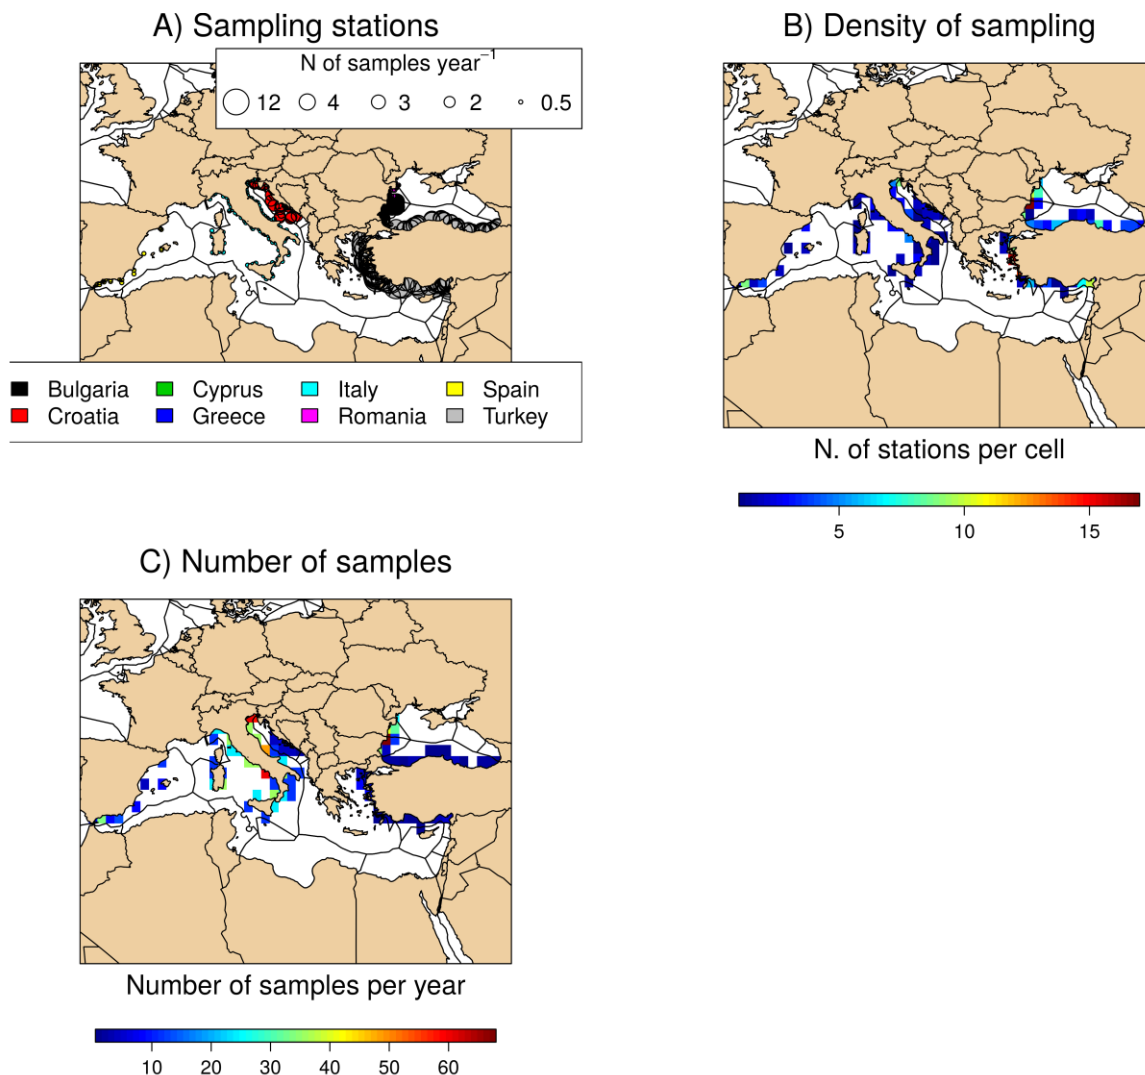 A) Sampling stations
N of samples year⁻¹
12 4 3 2 0.5
Bulgaria Cyprus Italy Spain
Croatia Greece Romania Turkey
B) Density of sampling
N. of stations per cell
5 10 15
C) Number of samples
Number of samples per year
10 20 30 40 50 60